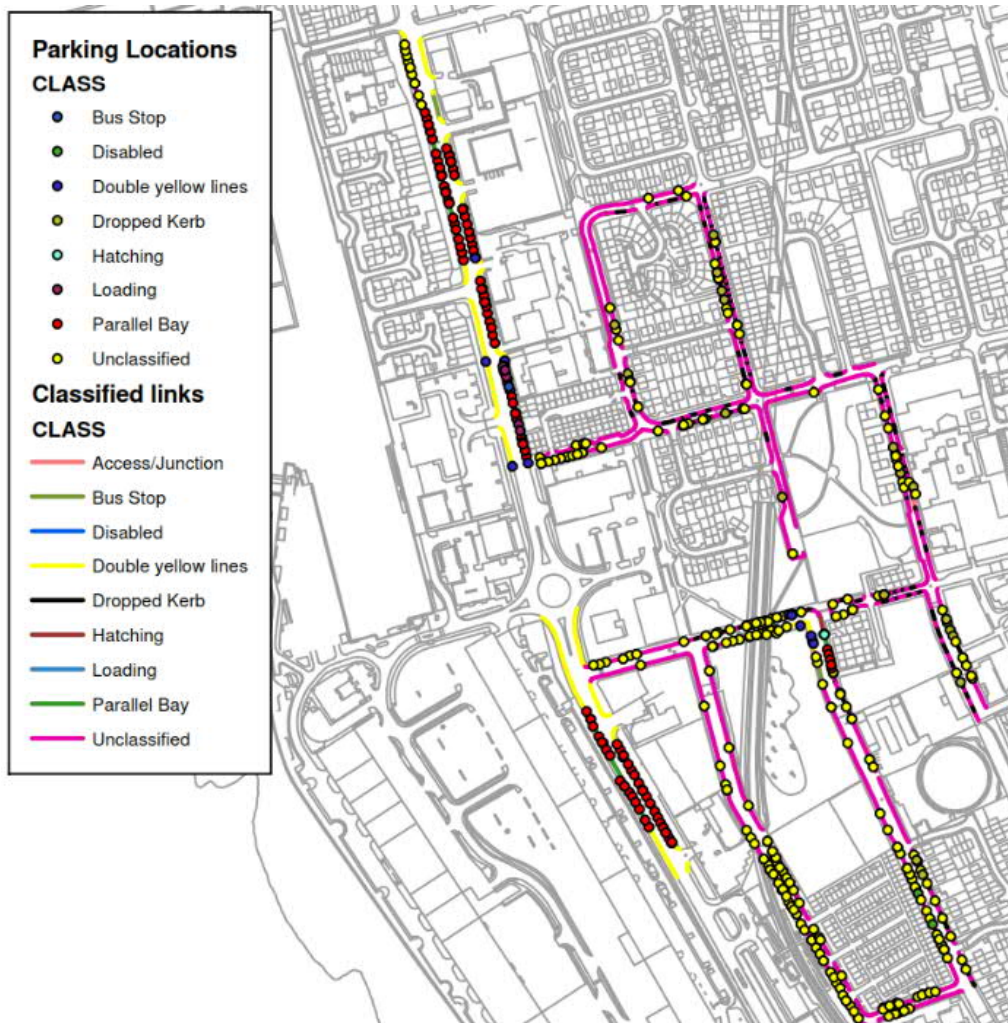 Parking Locations
CLASS
Bus Stop
Disabled
Double yellow lines
Dropped Kerb
Hatching
Loading
Parallel Bay
Unclassified
Classified links
CLASS
Access/Junction
Bus Stop
Disabled
Double yellow lines
Dropped Kerb
Hatching
Loading
Parallel Bay
Unclassified